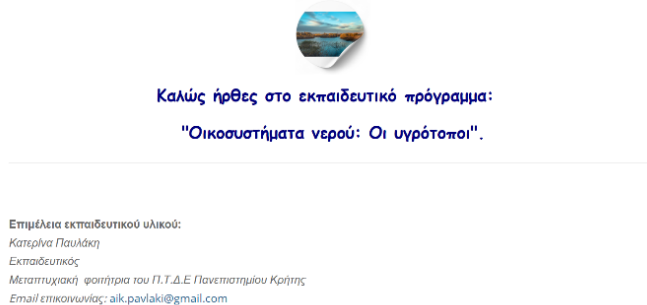 Καλώς ήρθες στο εκπαιδευτικό πρόγραμμα:
"Οικοσυστήματα νερού: Οι υγρότοποι".
Επιμέλεια εκπαιδευτικού υλικού:
Κατερίνα Παυλάκη
Εκπαιδευτικός
Μεταπτυχιακή φοιτήτρια του Π.Τ.Δ.Ε Πανεπιστημίου Κρήτης
Email επικοινωνίας: aik.pavlaki@gmail.com